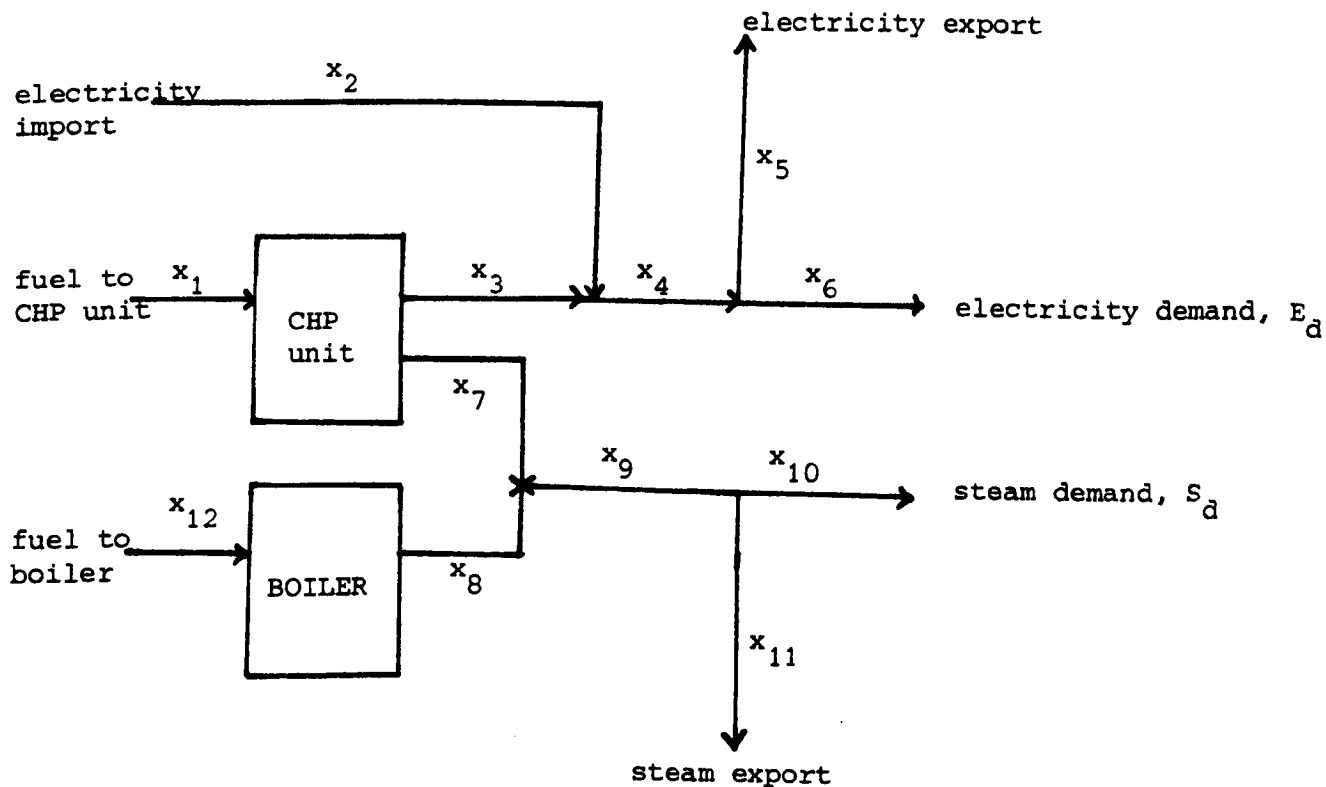 electricity export
x2
electricity
import
x5
fuel to
CHP unit
x1
x3
x4
x6
CHP
unit
electricity demand, Ed
x7
x9
x10
steam demand, Sd
x12
fuel to
boiler
BOILER
x8
x11
steam export